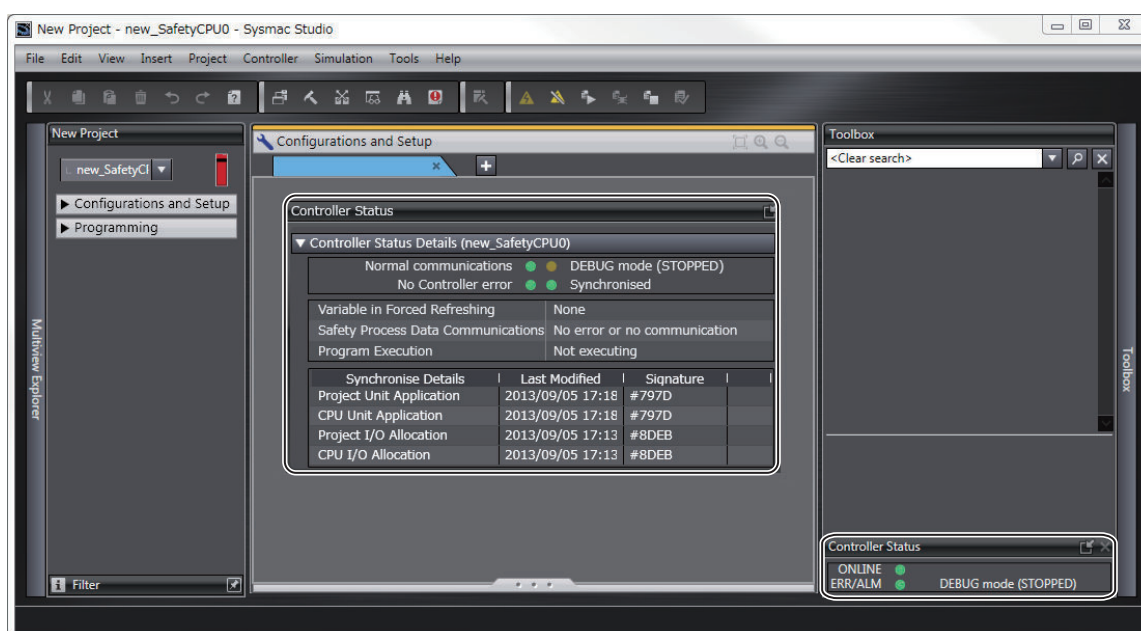 New Project - new_SafetyCPU0 - Sysmac Studio
File Edit View Insert Project Controller Simulation Tools Help
New Project
new_SafetyCI
Configurations and Setup
Programming
Multiview Explorer
Filter
Configurations and Setup
Controller Status
Controller Status Details (new_SafetyCPU0)
Normal communications DEBUG mode (STOPPED)
No Controller error Synchronised
Variable in Forced Refreshing None
Safety Process Data Communications No error or no communication
Program Execution Not executing
Synchronise Details Last Modified Signature
Project Unit Application 2013/09/05 17:18 #797D
CPU Unit Application 2013/09/05 17:18 #797D
Project I/O Allocation 2013/09/05 17:13 #8DEB
CPU I/O Allocation 2013/09/05 17:13 #8DEB
Toolbox
<Clear search>
Toolbox
Controller Status
ONLINE
ERR/ALM DEBUG mode (STOPPED)